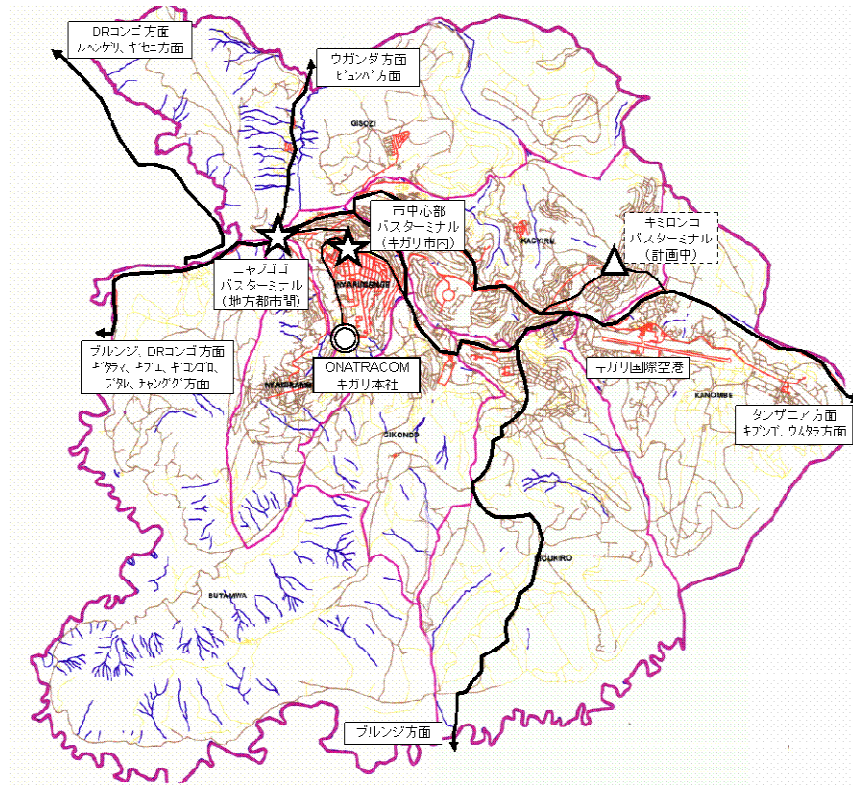 DRコンゴ方面
ルヘンゲリ、ギセニ方面
ウガンダ方面
ビュンバ方面
GISOZI
市中心部
バスターミナル
(キガリ市内)
キミロンコ
バスターミナル
(計画中)
KACYIRU
ニャブゴゴ
バスターミナル
(地方都市間)
NYARUGENGE
ブルンジ、DRコンゴ方面
ギタラマ、キブエ、ギコンゴロ、
ブタレ、チャンググ方面
ONATRACOM
キガリ本社
キガリ国際空港
KANOMBE
タンザニア方面
キブンゴ、ウムタラ方面
GIKONDO
KICUKIRO
BUTAMWA
ブルンジ方面